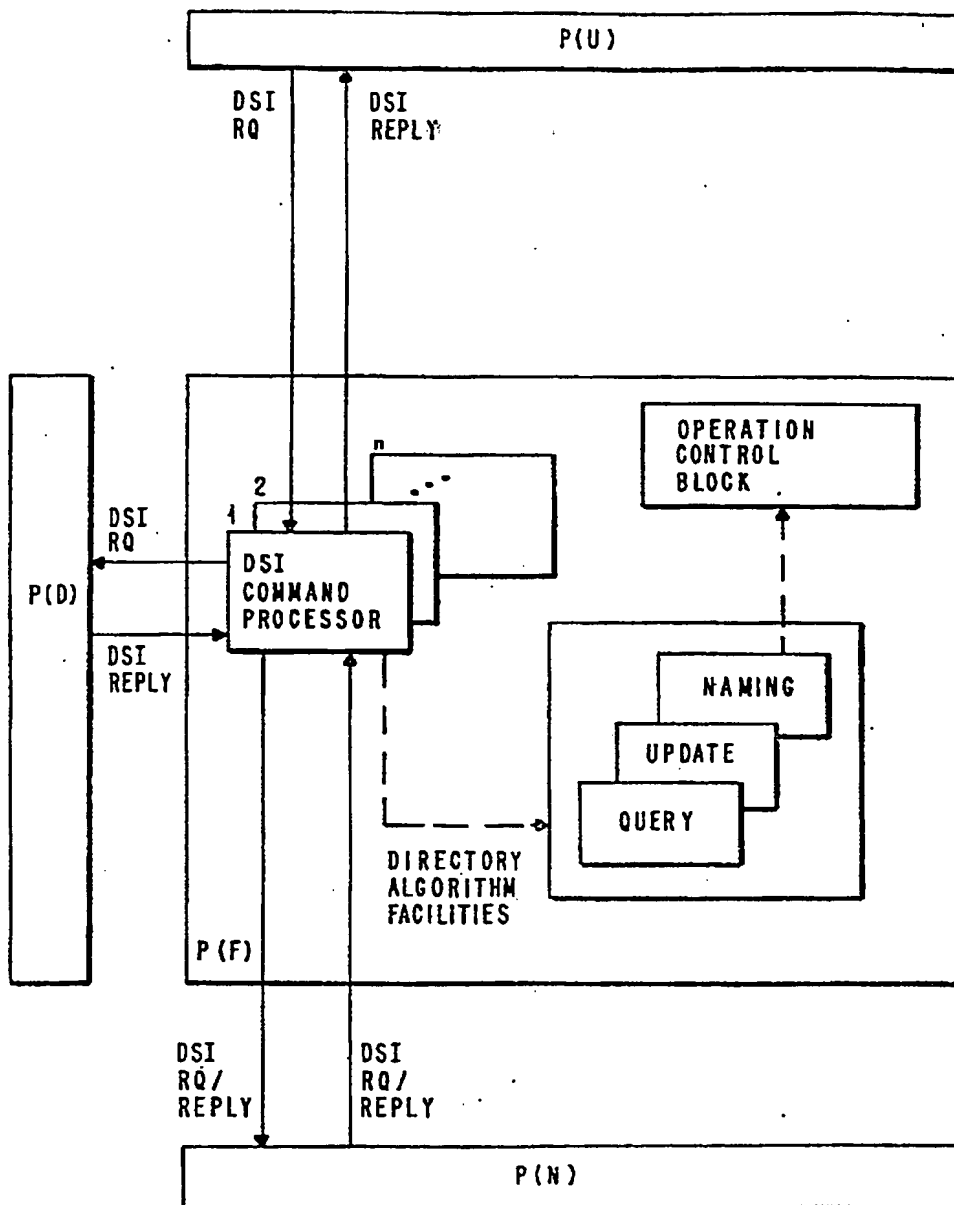 P(U)
DSI
RQ
DSI
REPLY
OPERATION
CONTROL
BLOCK
n
2
1
DSI
RQ
DSI
COMMAND
PROCESSOR
P(D)
DSI
REPLY
NAMING
UPDATE
QUERY
DIRECTORY
ALGORITHM
FACILITIES
P(F)
DSI
RQ/
REPLY
DSI
RQ/
REPLY
P(N)